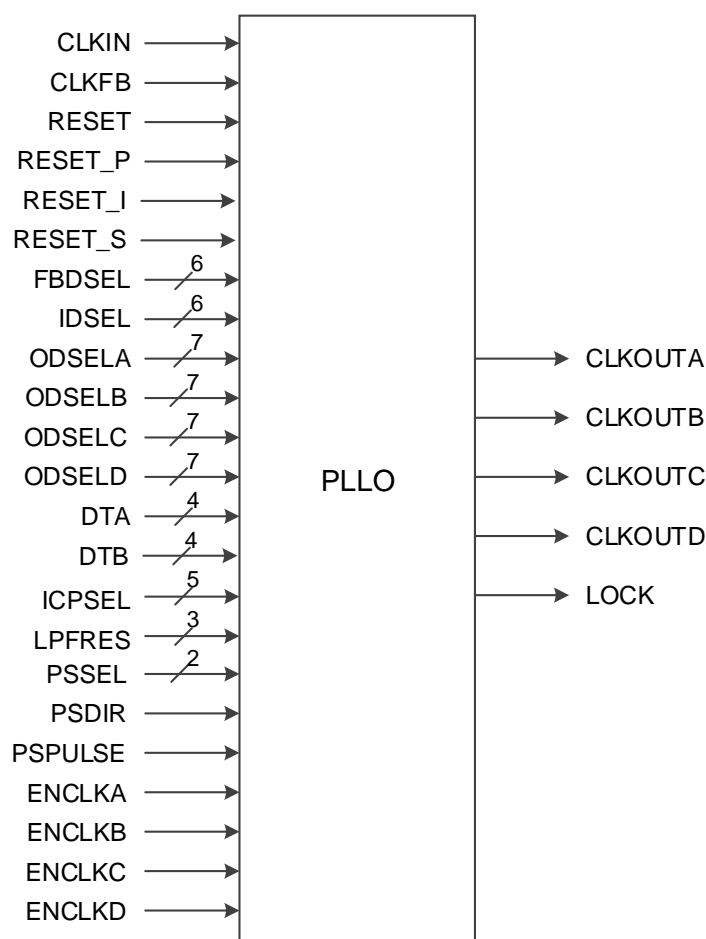 CLKIN
CLKFB
RESET
RESET_P
RESET_I
RESET_S
FBDSEL 6
IDSEL 6
ODSELA 7
ODSELB 7
ODSELC 7
ODSELD 7
DTA 4
DTB 4
ICPSEL 5
LPFRES 3
PSSEL 2
PSDIR
PSPULSE
ENCLKA
ENCLKB
ENCLKC
ENCLKD
PLLO
CLKOUTA
CLKOUTB
CLKOUTC
CLKOUTD
LOCK